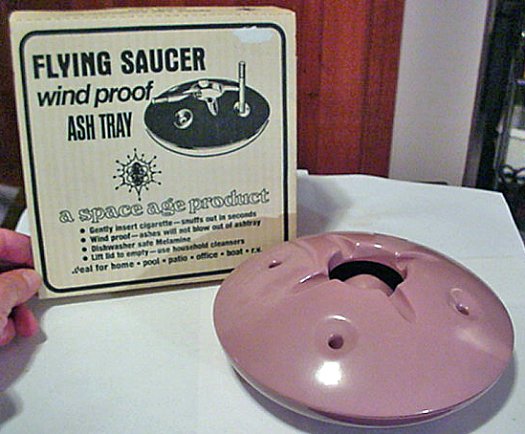 FLYING SAUCER
wind proof
ASH TRAY
a space age product
• Gently insert cigarette—snuffs out in seconds
• Wind proof—ashes will not blow out of ashtray
• Dishwasher safe Melamine
• Lift lid to empty—use household cleansers
deal for home • pool • patio • office • boat • r.v.